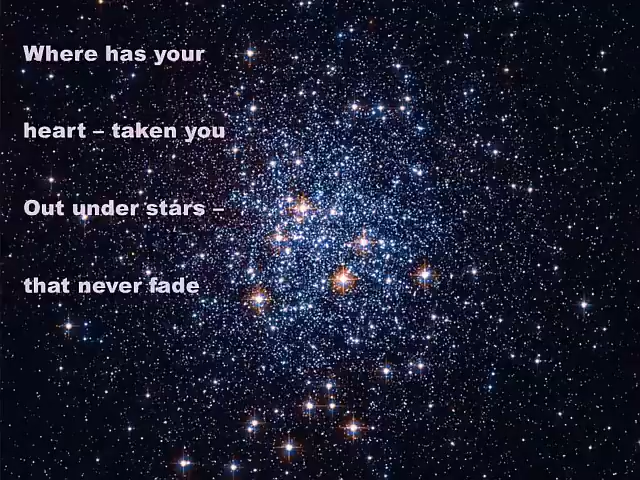 Where has your
heart – taken you
Out under stars –
that never fade